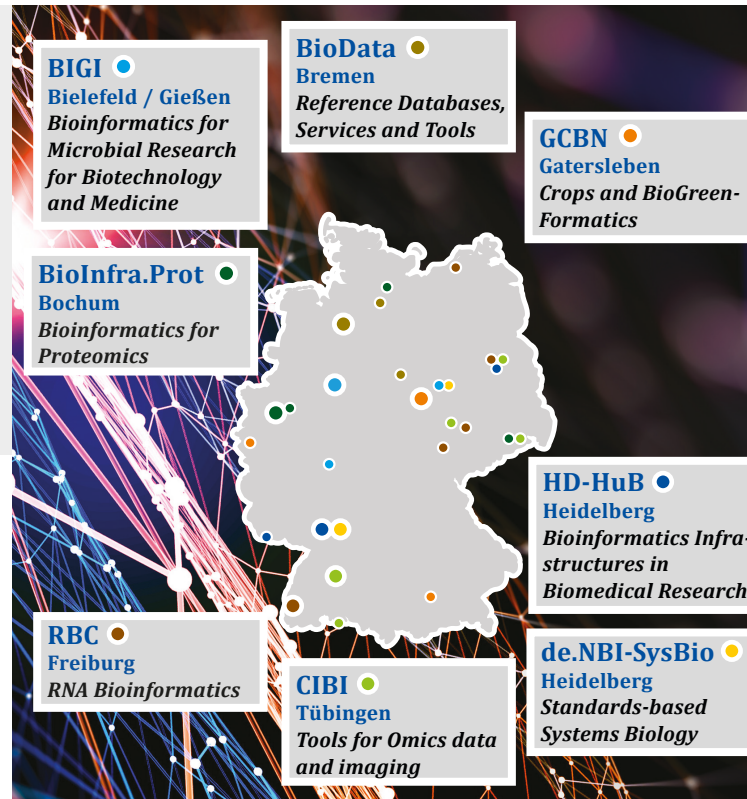 BIGI
Bielefeld / Gießen
Bioinformatics for
Microbial Research
for Biotechnology
and Medicine
BioData
Bremen
Reference Databases,
Services and Tools
GCBN
Gatersleben
Crops and BioGreen-
Formatics
BioInfra.Prot
Bochum
Bioinformatics for
Proteomics
HD-HuB
Heidelberg
Bioinformatics Infra-
structures in
Biomedical Research
RBC
Freiburg
RNA Bioinformatics
CIBI
Tübingen
Tools for Omics data
and imaging
de.NBI-SysBio
Heidelberg
Standards-based
Systems Biology